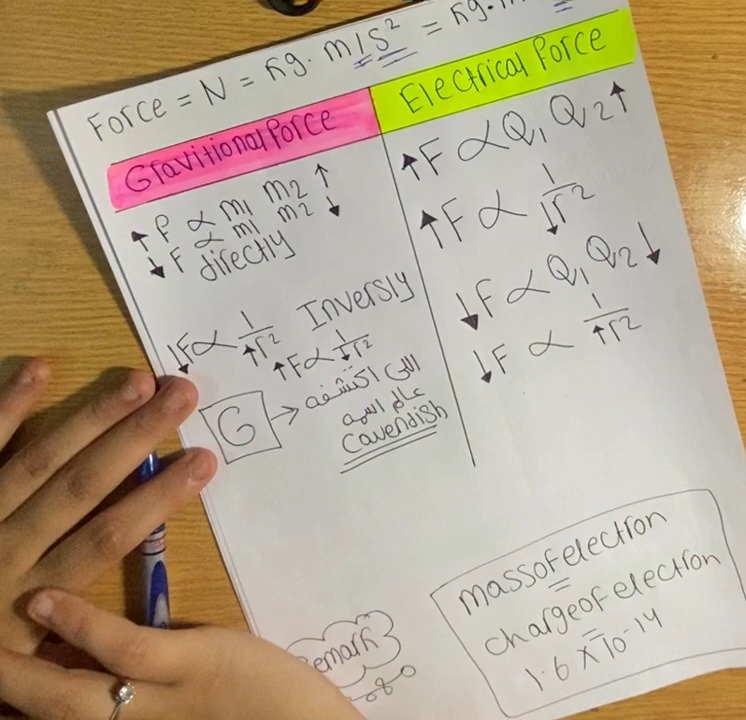 Force = N = kg. m/s² = kg.m
Gravitional Force
↑ F ∝ m1 m2 ↑
↓ F ∝ m1 m2 ↓
directly
↓F ∝ 1/↑r² Inversly
↑F ∝ 1/↓r²
G → اللى اكتشفه
عالم اسمه
Cavendish
Electrical Force
↑F ∝ Q1 Q2↑
↑F ∝ 1/↓r²
↓F ∝ Q1 Q2↓
↓F ∝ 1/↑r²
mass of electron
charge of electron
1.6 X 10-14
emark